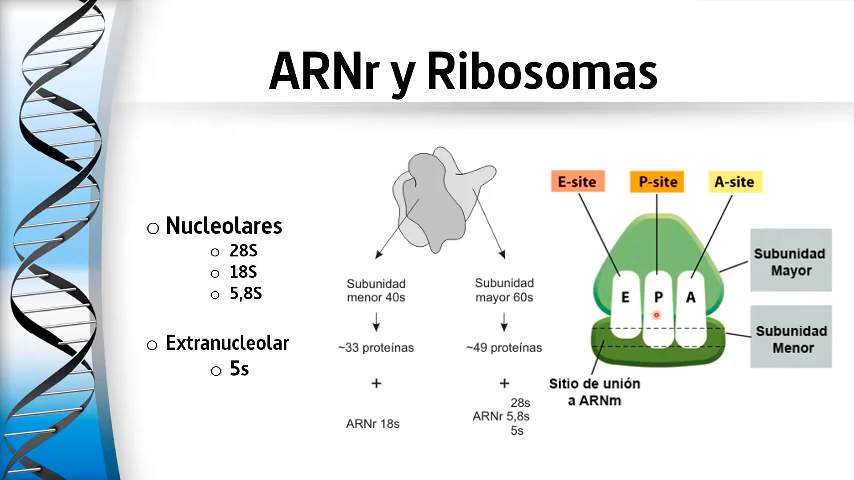 ARNr y Ribosomas
Nucleolares
28S
18S
5,8S
Extranucleolar
5s
Subunidad
menor 40s
~33 proteínas
+
ARNr 18s
Subunidad
mayor 60s
~49 proteínas
+
28s
ARNr 5,8s
5s
E-site
P-site
A-site
E
P
A
Subunidad
Mayor
Subunidad
Menor
Sitio de unión
a ARNm